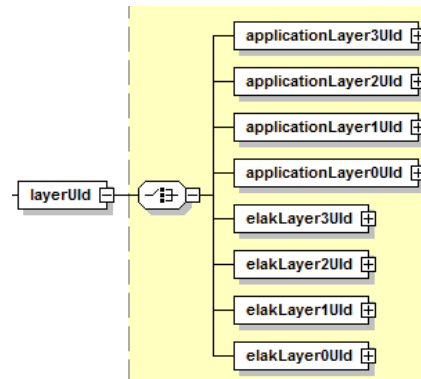 applicationLayer3UId
applicationLayer2UId
applicationLayer1UId
applicationLayer0UId
layerUId
elakLayer3UId
elakLayer2UId
elakLayer1UId
elakLayer0UId